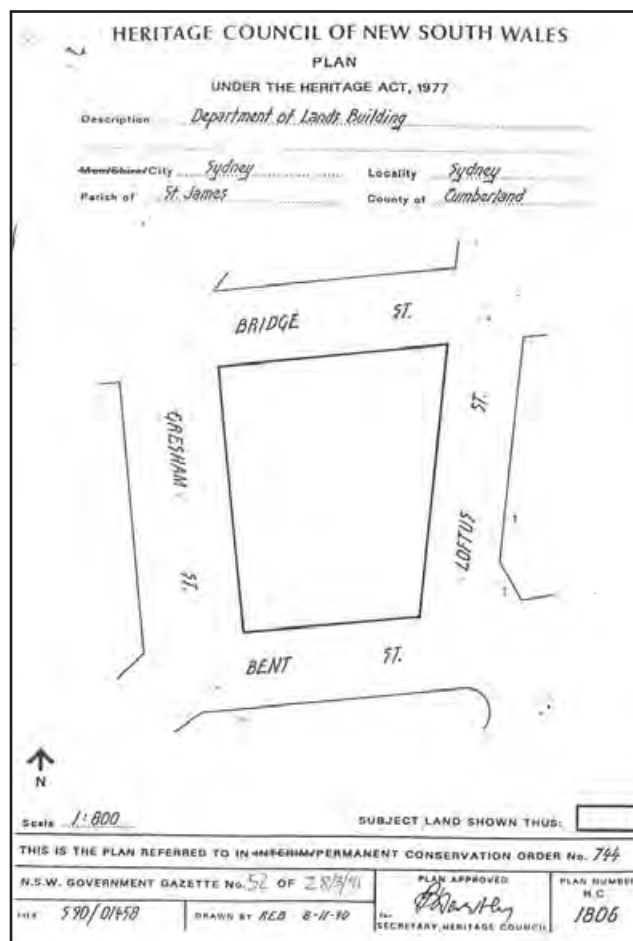 HERITAGE COUNCIL OF NEW SOUTH WALES
PLAN
UNDER THE HERITAGE ACT, 1977
Description Department of Lands Building
Mun/Shire/City Sydney Locality Sydney
Parish of St. James County of Cumberland
BRIDGE ST.
GRESHAM ST.
LOFTUS ST.
BENT ST.
N
Scale 1:800 SUBJECT LAND SHOWN THUS:
THIS IS THE PLAN REFERRED TO IN INTERIM/PERMANENT CONSERVATION ORDER No. 744
N.S.W. GOVERNMENT GAZETTE No. 52 OF 28/3/91
PLAN APPROVED
PLAN NUMBER
H.C.
1806
FILE S90/01458 DRAWN BY REB 8-11-90
SECRETARY, HERITAGE COUNCIL